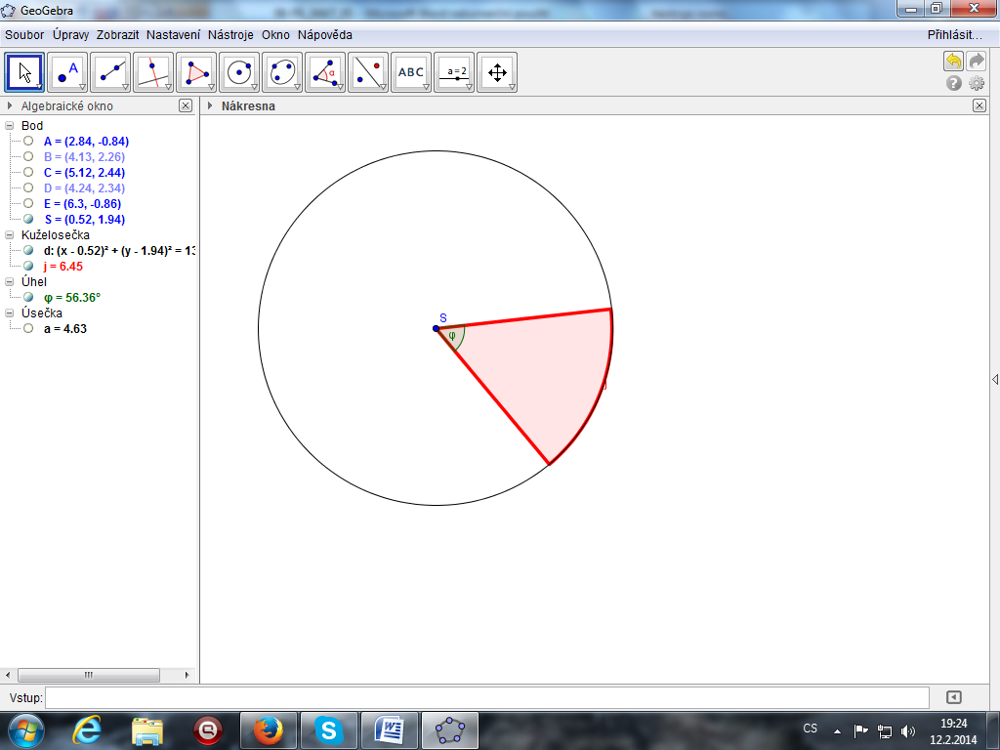 GeoGebra
Soubor Úpravy Zobrazit Nastavení Nástroje Okno Nápověda Přihlásit...
A ABC a=2 α
Algebraické okno Nákresna
Bod
A = (2.84, -0.84)
B = (4.13, 2.26)
C = (5.12, 2.44)
D = (4.24, 2.34)
E = (6.3, -0.86)
S = (0.52, 1.94)
Kuželosečka
d: (x - 0.52)² + (y - 1.94)² = 13
j = 6.45
Úhel
φ = 56.36°
Úsečka
a = 4.63
S
φ
j
Vstup:
CS 19:24
12.2.2014